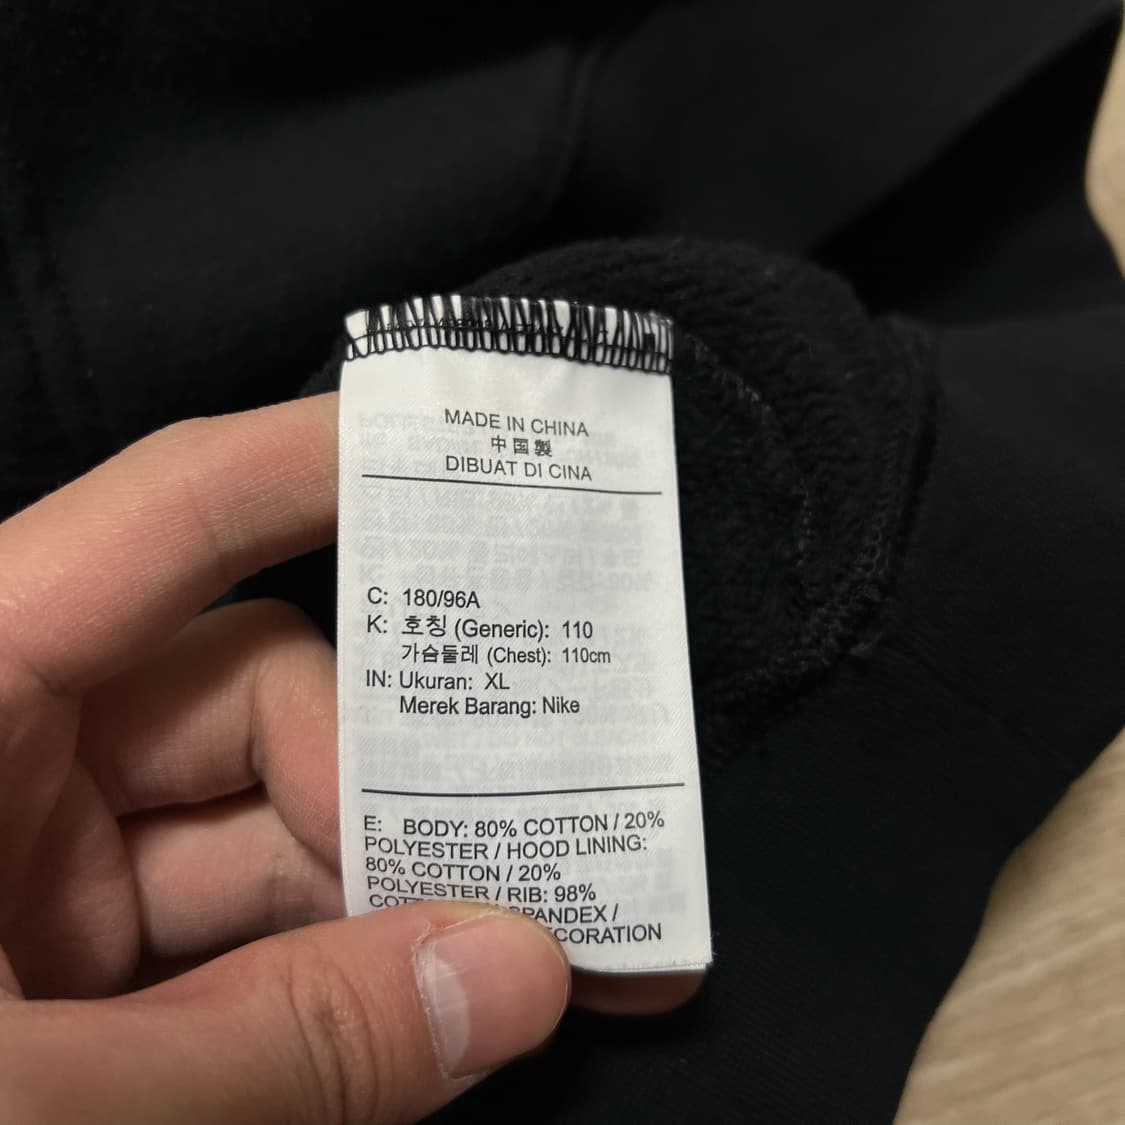 MADE IN CHINA
中国製
DIBUAT DI CINA
C: 180/96A
K: 호칭 (Generic): 110
가슴둘레 (Chest): 110cm
IN: Ukuran: XL
Merek Barang: Nike
E: BODY: 80% COTTON / 20%
POLYESTER / HOOD LINING:
80% COTTON / 20%
POLYESTER / RIB: 98%
SPANDEX /